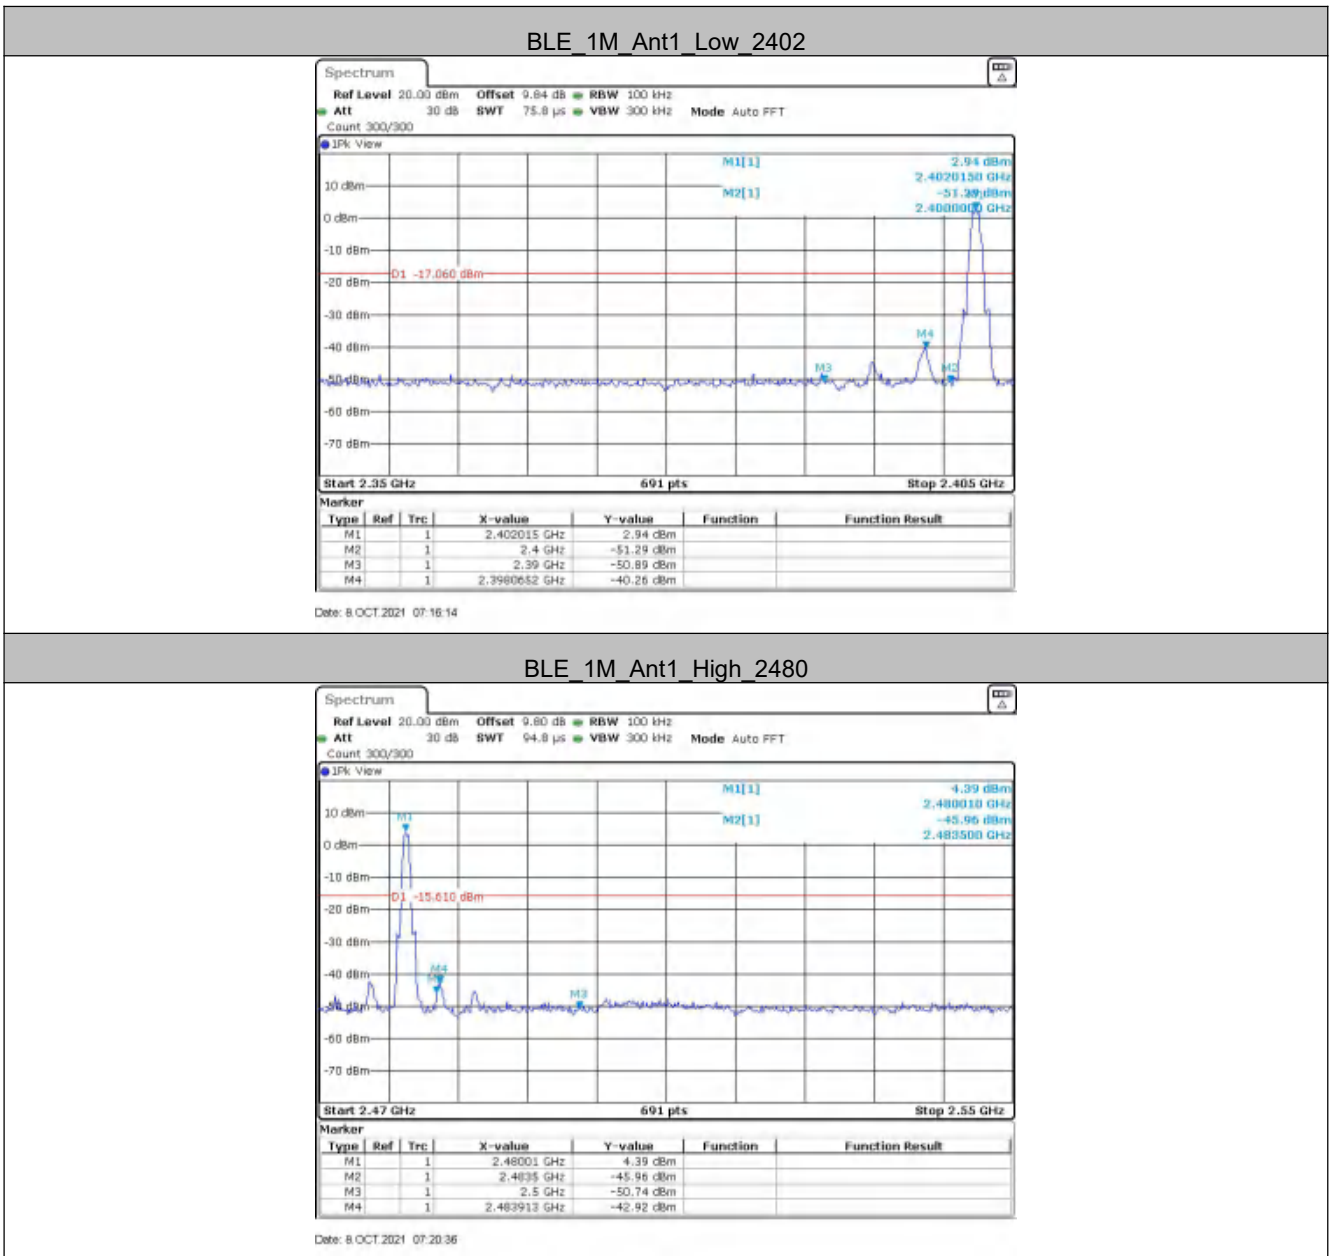 BLE_1M_Ant1_Low_2402
Spectrum
Ref Level 20.00 dBm Offset 9.84 dB RBW 100 kHz
Att 30 dB SWT 75.8 µs VBW 300 kHz Mode Auto FFT
Count 300/300
1Pk View
M1[1] 2.94 dBm
2.4020150 GHz
M2[1] -51.29 dBm
2.4000000 GHz
10 dBm
0 dBm
-10 dBm
D1 -17.060 dBm
-20 dBm
-30 dBm
M4
-40 dBm
M3 M2
-50 dBm
-60 dBm
-70 dBm
Start 2.35 GHz 691 pts Stop 2.405 GHz
Marker
Type Ref Trc X-value Y-value Function Function Result
M1 1 2.402015 GHz 2.94 dBm
M2 1 2.4 GHz -51.29 dBm
M3 1 2.39 GHz -50.89 dBm
M4 1 2.3980652 GHz -40.26 dBm
Date: 8.OCT.2021 07:16:14
BLE_1M_Ant1_High_2480
Spectrum
Ref Level 20.00 dBm Offset 9.80 dB RBW 100 kHz
Att 30 dB SWT 94.8 µs VBW 300 kHz Mode Auto FFT
Count 300/300
1Pk View
M1[1] 4.39 dBm
2.480010 GHz
M2[1] -45.96 dBm
2.483500 GHz
10 dBm
M1
0 dBm
-10 dBm
D1 -15.610 dBm
-20 dBm
-30 dBm
-40 dBm
M4
M3
-50 dBm
-60 dBm
-70 dBm
Start 2.47 GHz 691 pts Stop 2.55 GHz
Marker
Type Ref Trc X-value Y-value Function Function Result
M1 1 2.48001 GHz 4.39 dBm
M2 1 2.4835 GHz -45.96 dBm
M3 1 2.5 GHz -50.74 dBm
M4 1 2.483913 GHz -42.92 dBm
Date: 8.OCT.2021 07:20:36